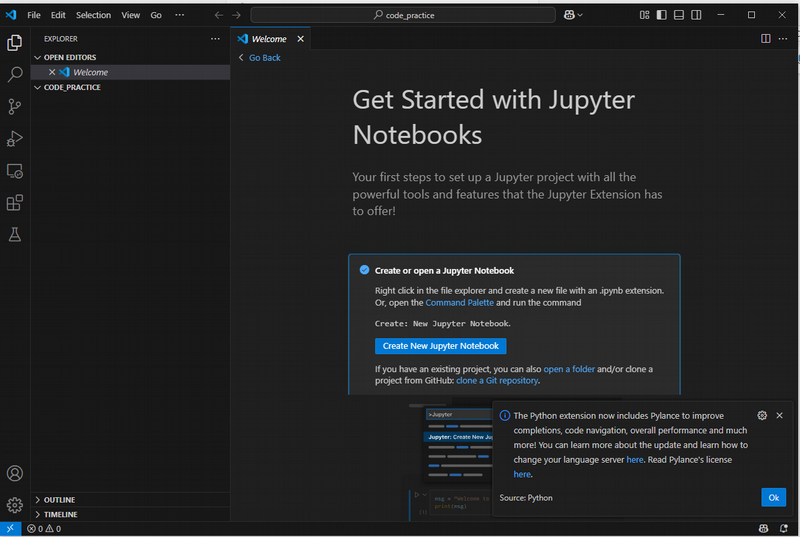 File Edit Selection View Go ··· code_practice
EXPLORER ···
OPEN EDITORS
Welcome
CODE_PRACTICE
OUTLINE
TIMELINE
0 0
Welcome
Go Back
Get Started with Jupyter
Notebooks
Your first steps to set up a Jupyter project with all the
powerful tools and features that the Jupyter Extension has
to offer!
Create or open a Jupyter Notebook
Right click in the file explorer and create a new file with an .ipynb extension.
Or, open the Command Palette and run the command
Create: New Jupyter Notebook.
Create New Jupyter Notebook
If you have an existing project, you can also open a folder and/or clone a
project from GitHub: clone a Git repository.
>Jupyter
Jupyter: Create New Ju
msg = "Welcome to
print(msg)
The Python extension now includes Pylance to improve
completions, code navigation, overall performance and much
more! You can learn more about the update and learn how to
change your language server here. Read Pylance's license
here.
Source: Python
Ok